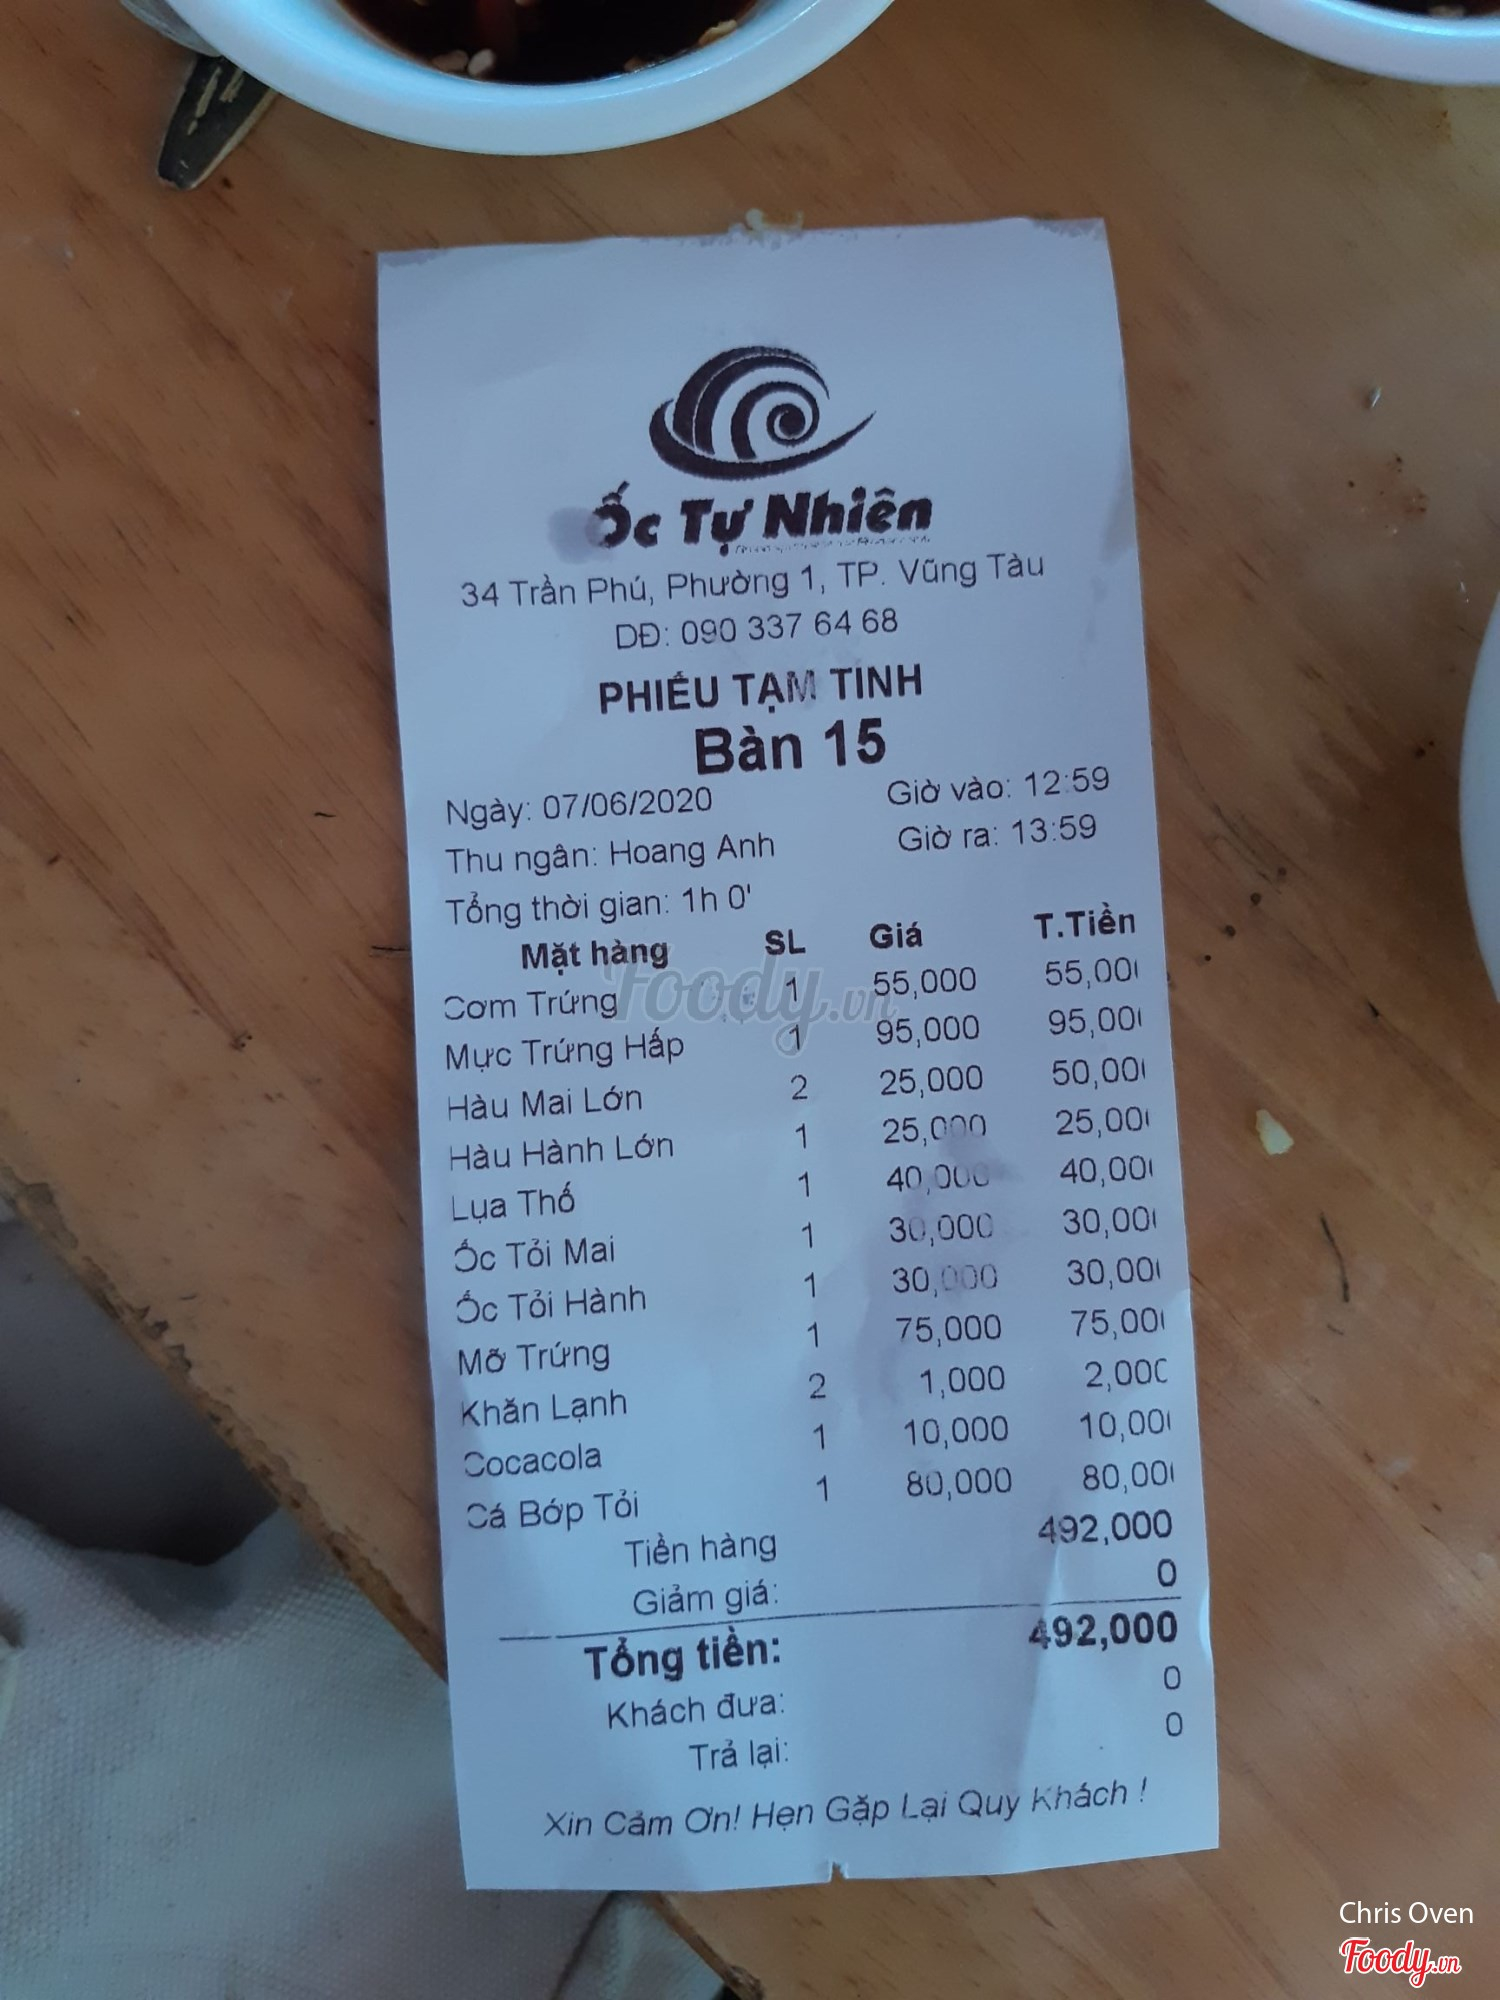 Ốc Tự Nhiên
34 Trần Phú, Phường 1, TP. Vũng Tàu
DĐ: 090 337 64 68
PHIẾU TẠM TÍNH
Bàn 15
Ngày: 07/06/2020 Giờ vào: 12:59
Thu ngân: Hoang Anh Giờ ra: 13:59
Tổng thời gian: 1h 0'
Mặt hàng SL Giá T.Tiền
Cơm Trứng 1 55,000 55,000
Mực Trứng Hấp 1 95,000 95,000
Hàu Mai Lớn 2 25,000 50,000
Hàu Hành Lớn 1 25,000 25,000
Lụa Thố 1 40,000 40,000
Ốc Tỏi Mai 1 30,000 30,000
Ốc Tỏi Hành 1 30,000 30,000
Mỡ Trứng 1 75,000 75,000
Khăn Lạnh 2 1,000 2,000
Cocacola 1 10,000 10,000
Cá Bớp Tỏi 1 80,000 80,000
Tiền hàng 492,000
Giảm giá: 0
Tổng tiền: 492,000
Khách đưa: 0
Trả lại: 0
Xin Cảm Ơn! Hẹn Gặp Lại Quy Khách !
Foody.vn
Chris Oven
Foody.vn